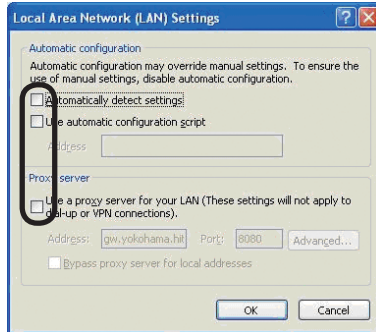 Local Area Network (LAN) Settings
Automatic configuration
Automatic configuration may override manual settings. To ensure the
use of manual settings, disable automatic configuration.
Automatically detect settings
Use automatic configuration script
Address
Proxy server
Use a proxy server for your LAN (These settings will not apply to
dial-up or VPN connections).
Address: gw.yokohama.hit Port: 8080 Advanced...
Bypass proxy server for local addresses
OK Cancel